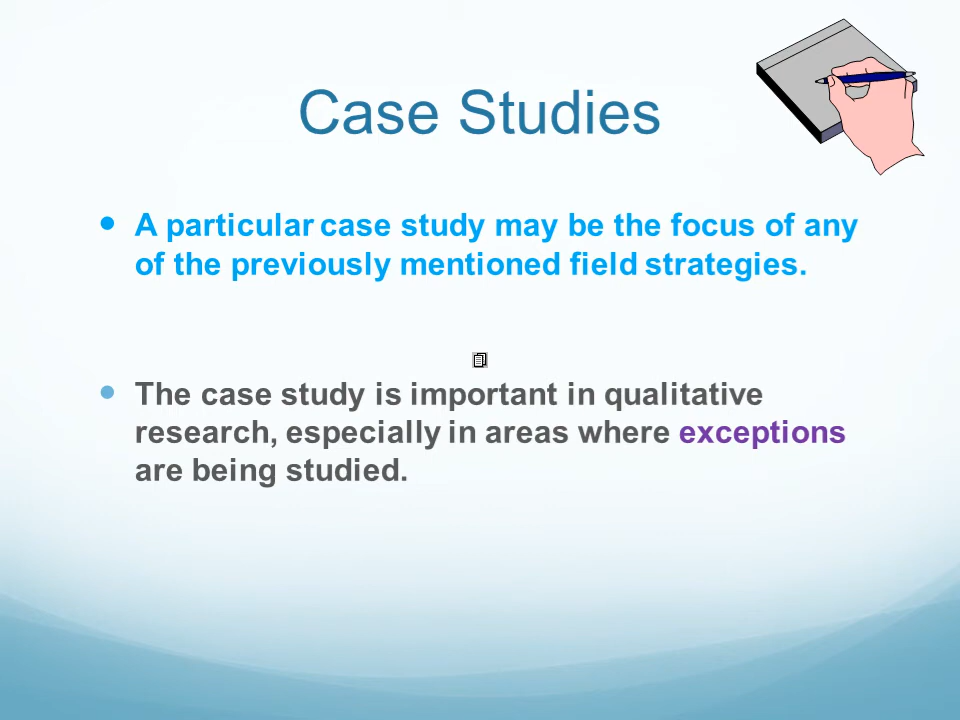 Case Studies
A particular case study may be the focus of any
of the previously mentioned field strategies.
The case study is important in qualitative
research, especially in areas where exceptions
are being studied.